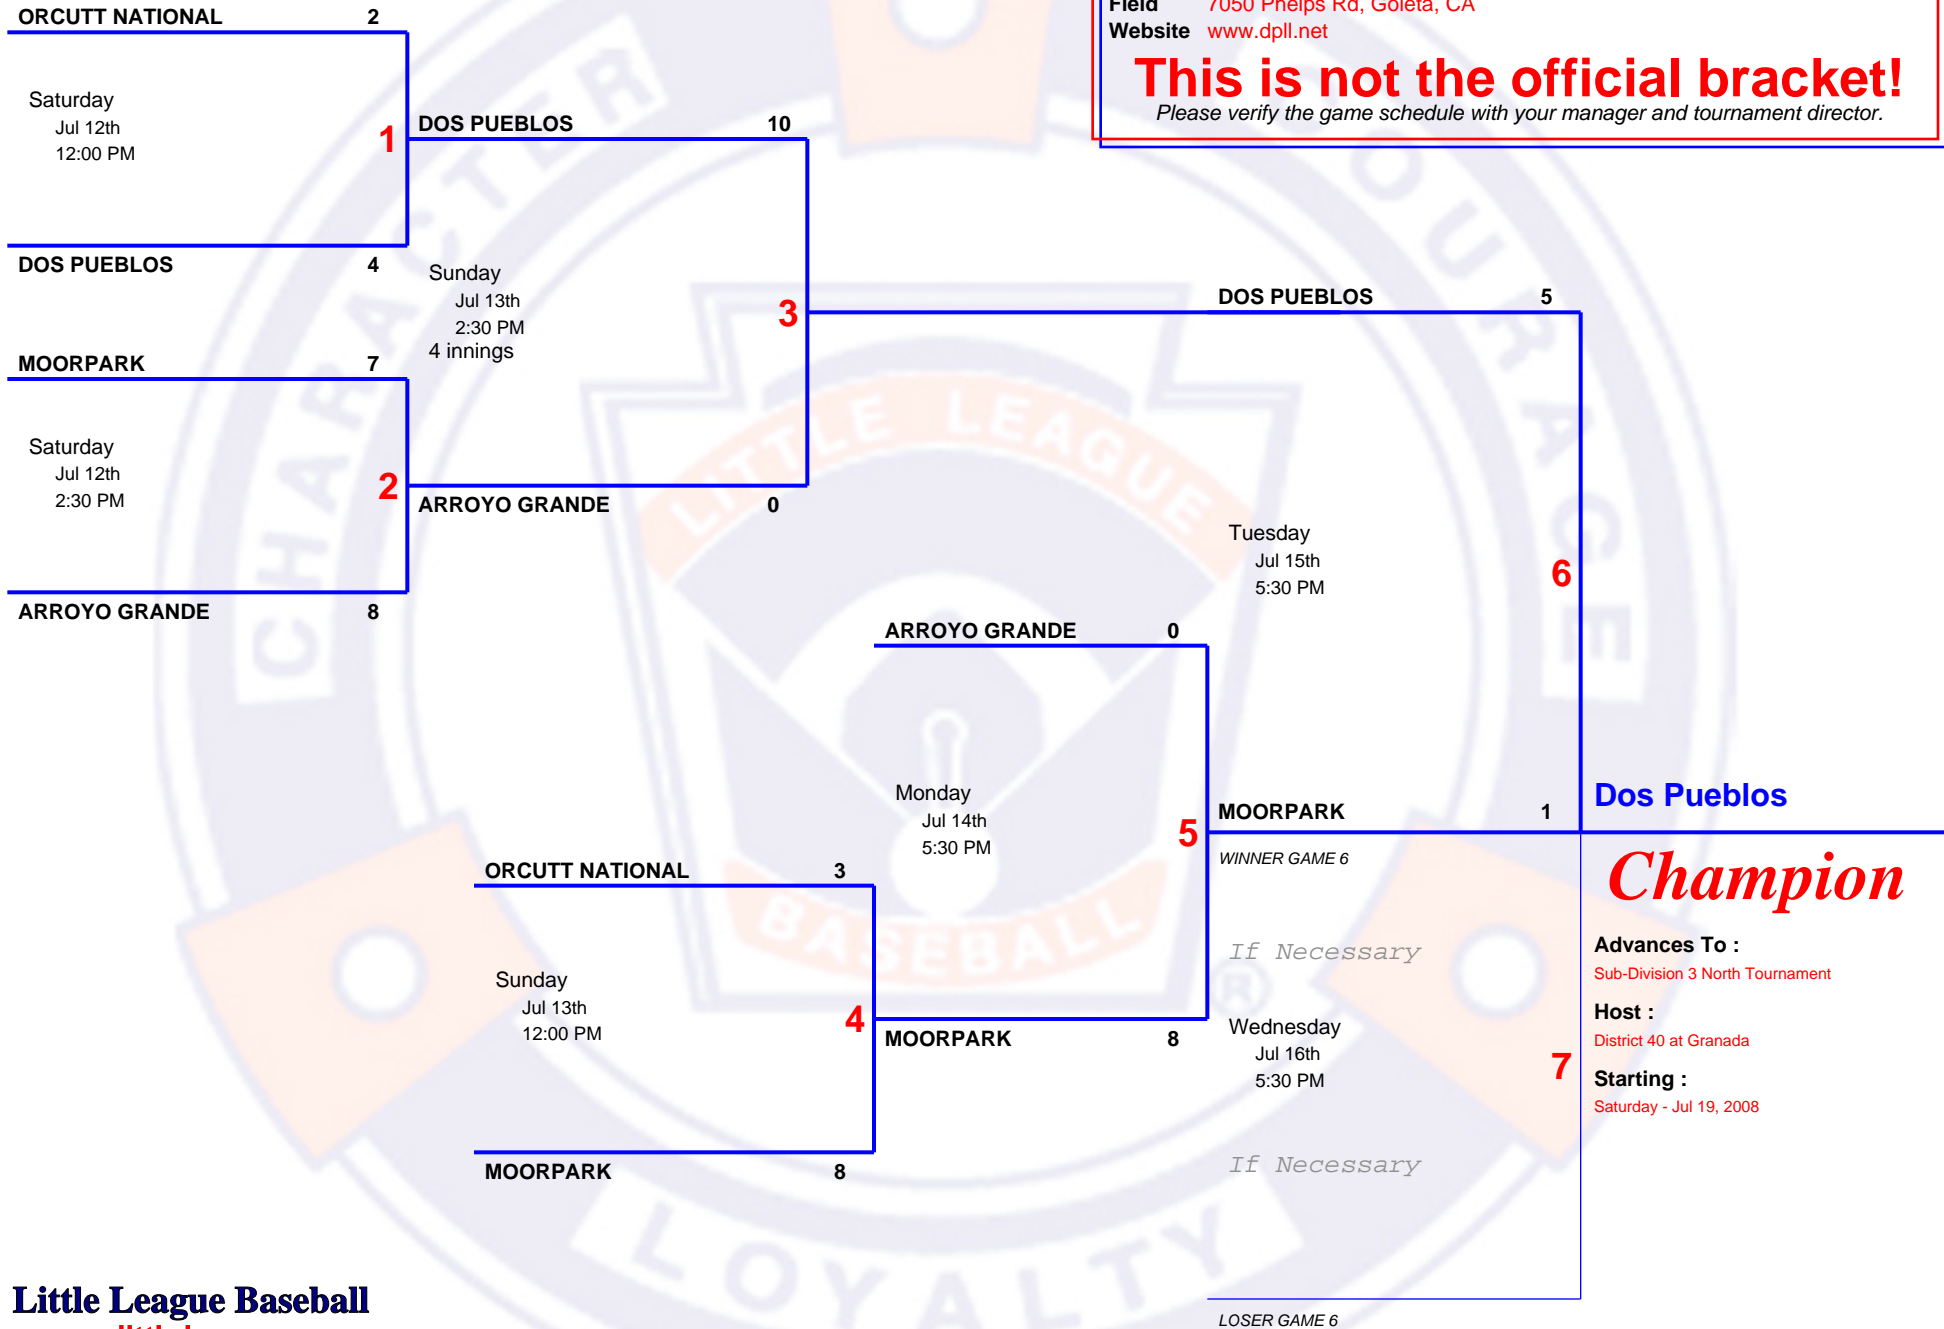 ORCUTT NATIONAL 2
Field 7050 Phelps Rd, Goleta, CA
Website www.dpll.net
This is not the official bracket!
Please verify the game schedule with your manager and tournament director.
Saturday
Jul 12th
12:00 PM
1
DOS PUEBLOS 10
DOS PUEBLOS 4
Sunday
Jul 13th
2:30 PM
4 innings
3
DOS PUEBLOS 5
MOORPARK 7
Saturday
Jul 12th
2:30 PM
2
ARROYO GRANDE 0
ARROYO GRANDE 8
Tuesday
Jul 15th
5:30 PM
6
ARROYO GRANDE 0
Monday
Jul 14th
5:30 PM
5
MOORPARK 1
Dos Pueblos
WINNER GAME 6
Champion
ORCUTT NATIONAL 3
If Necessary
Advances To :
Sub-Division 3 North Tournament
Sunday
Jul 13th
12:00 PM
4
MOORPARK 8
Wednesday
Jul 16th
5:30 PM
7
Host :
District 40 at Granada
Starting :
Saturday - Jul 19, 2008
MOORPARK 8
If Necessary
LOSER GAME 6
Little League Baseball
CHARACTER
COURAGE
LOYALTY
LITTLE LEAGUE
BASEBALL
®